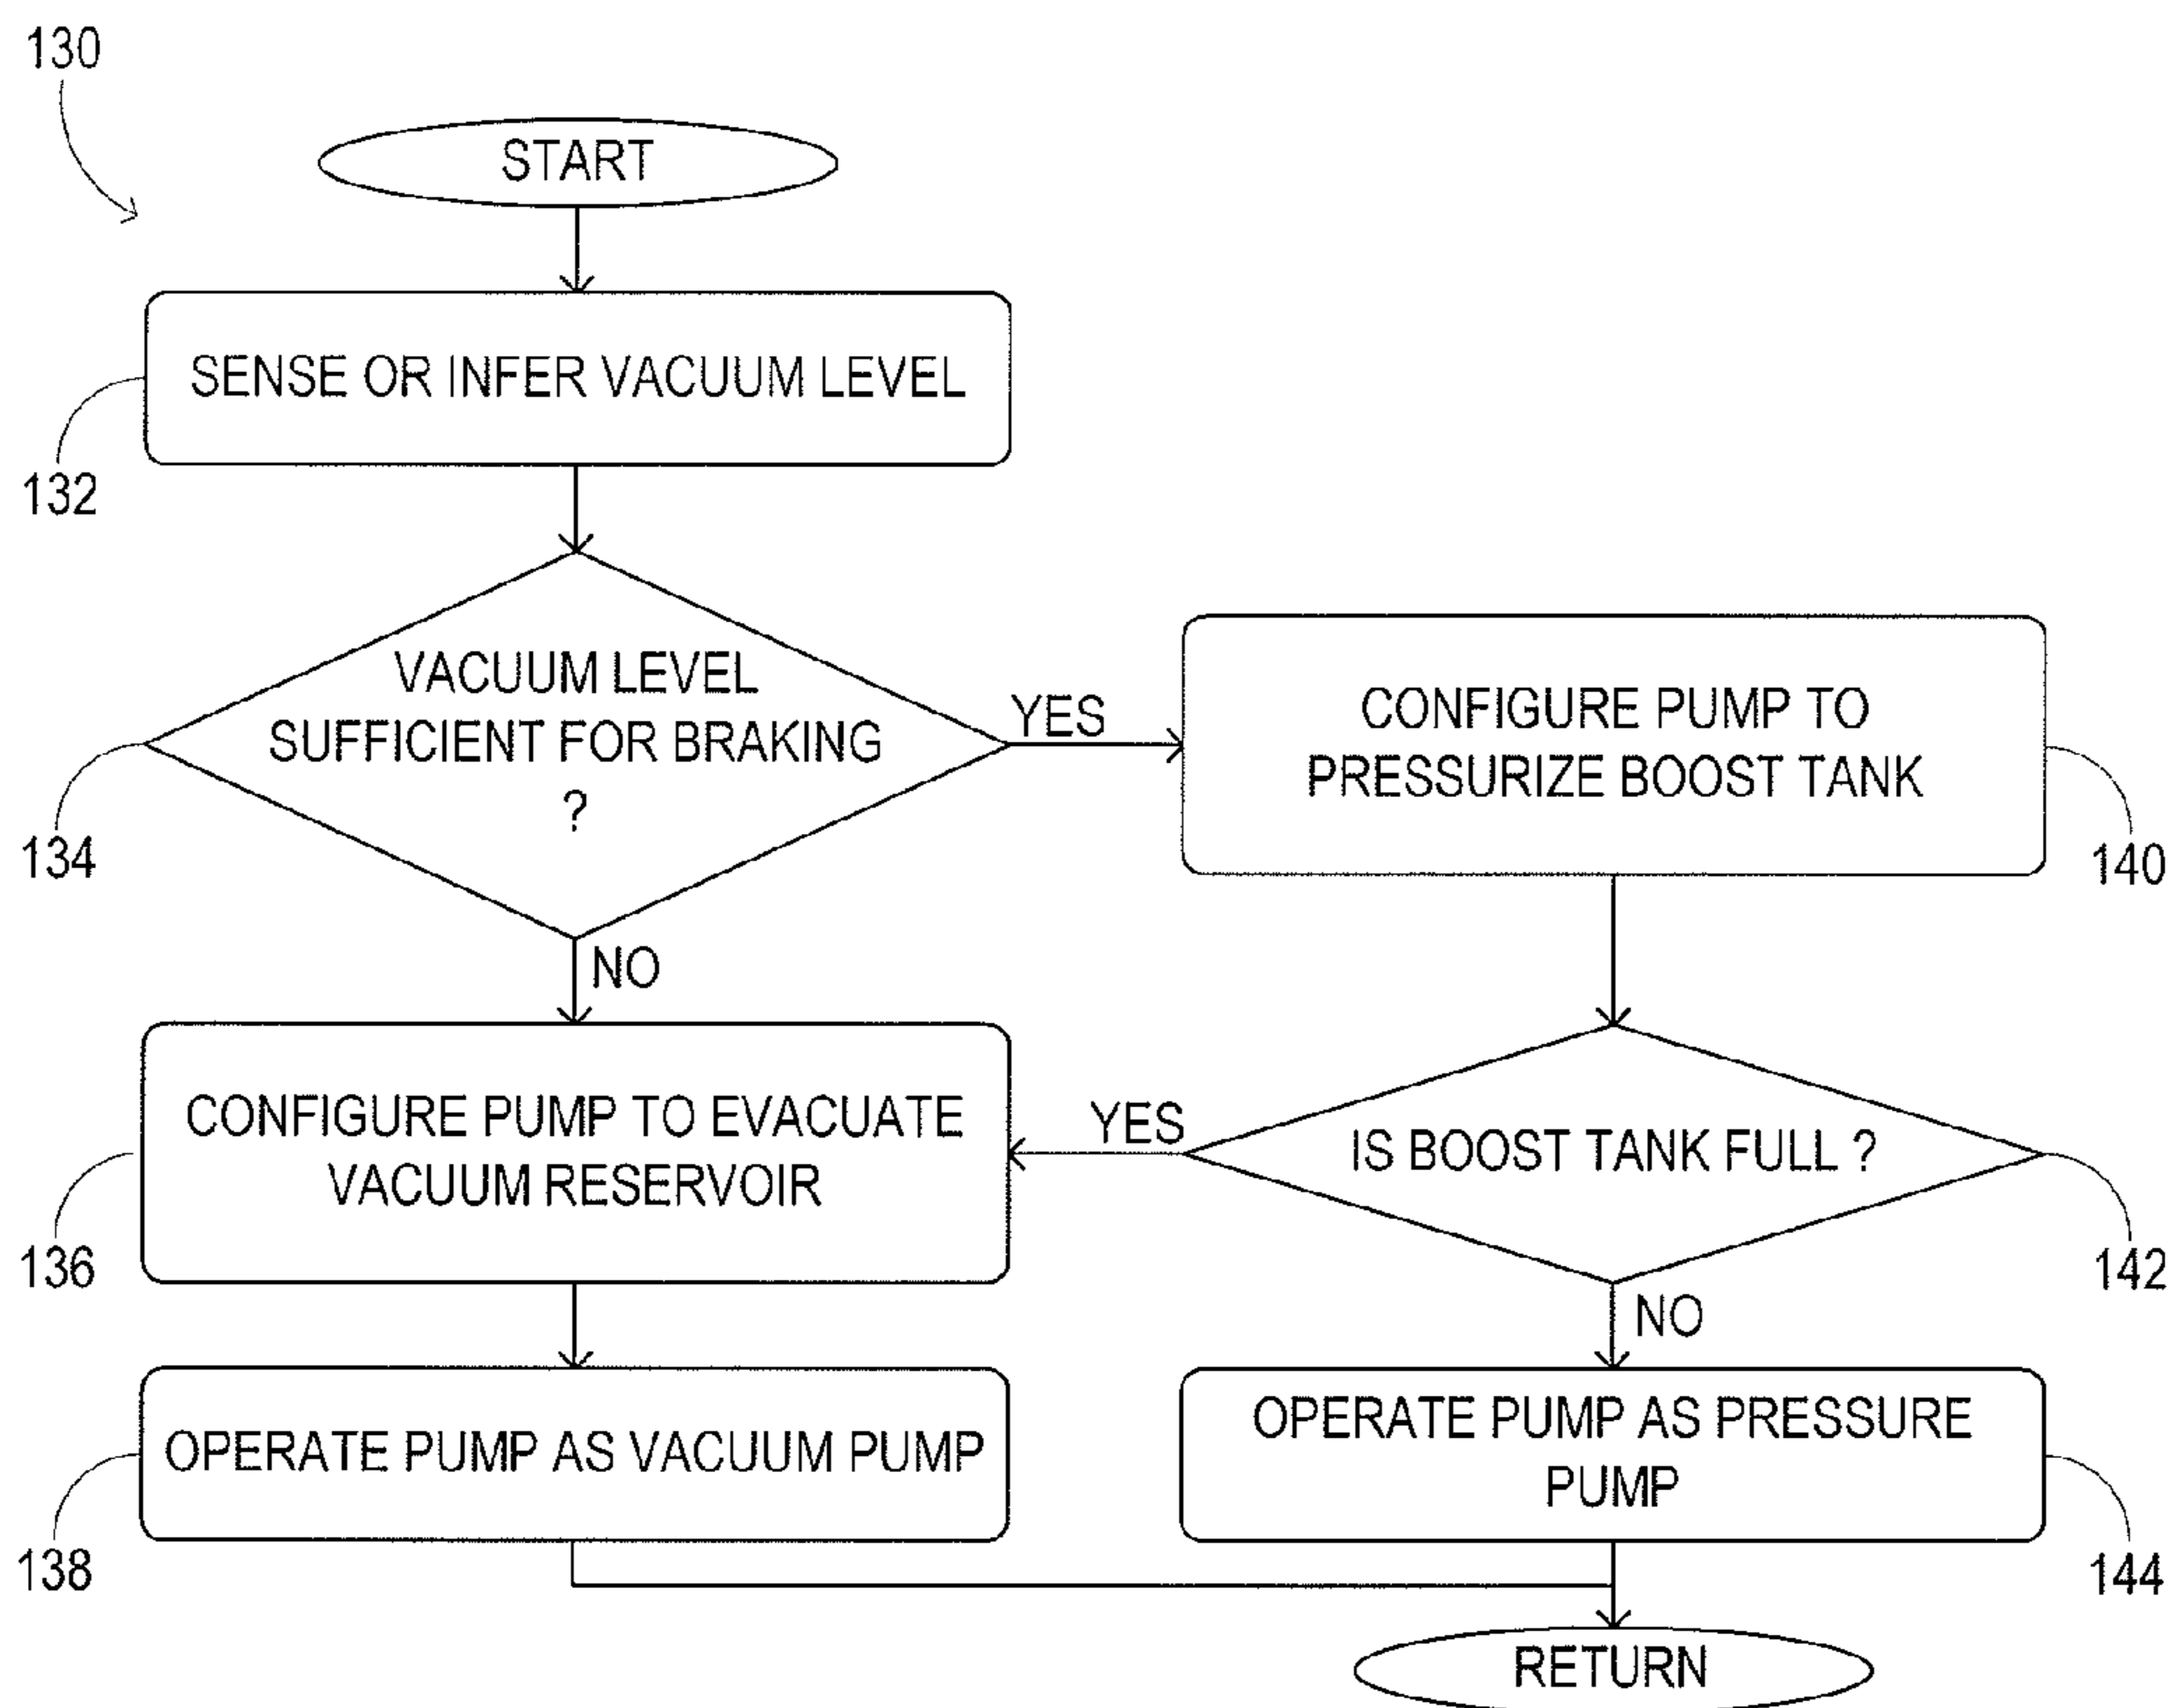 130
START
SENSE OR INFER VACUUM LEVEL
132
VACUUM LEVEL
SUFFICIENT FOR BRAKING
?
134
YES
CONFIGURE PUMP TO
PRESSURIZE BOOST TANK
140
NO
CONFIGURE PUMP TO EVACUATE
VACUUM RESERVOIR
136
YES
IS BOOST TANK FULL ?
142
NO
OPERATE PUMP AS VACUUM PUMP
138
OPERATE PUMP AS PRESSURE
PUMP
144
RETURN